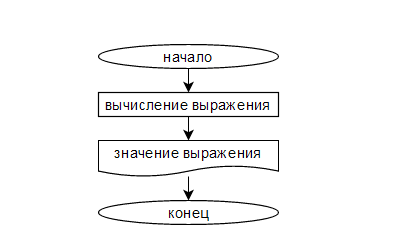 начало
вычисление выражения
значение выражения
конец